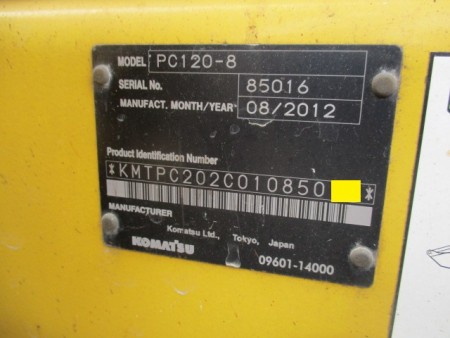 MODEL PC120-8
SERIAL No. 85016
MANUFACT. MONTH/YEAR 08/2012
Product Identification Number
*KMTPC202C010850 *
MANUFACTURER
Komatsu Ltd., Tokyo, Japan
KOMATSU
09601-14000